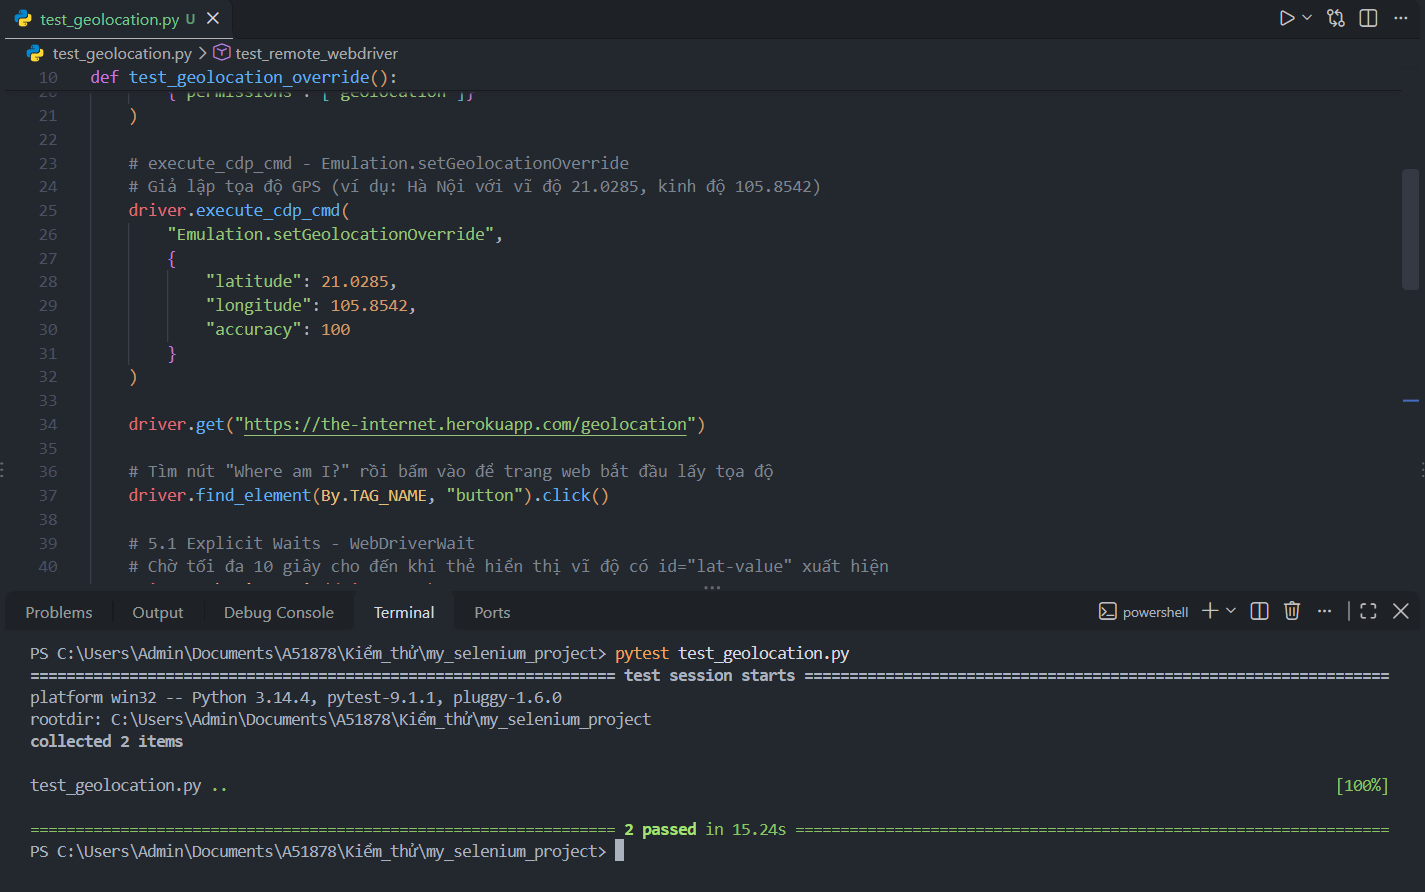 test_geolocation.py U
test_geolocation.py > test_remote_webdriver
10 def test_geolocation_override():
20 {"permissions": ["geolocation"]}
21 )
22
23 # execute_cdp_cmd - Emulation.setGeolocationOverride
24 # Giả lập tọa độ GPS (ví dụ: Hà Nội với vĩ độ 21.0285, kinh độ 105.8542)
25 driver.execute_cdp_cmd(
26 "Emulation.setGeolocationOverride",
27 {
28 "latitude": 21.0285,
29 "longitude": 105.8542,
30 "accuracy": 100
31 }
32 )
33
34 driver.get("https://the-internet.herokuapp.com/geolocation")
35
36 # Tìm nút "Where am I?" rồi bấm vào để trang web bắt đầu lấy tọa độ
37 driver.find_element(By.TAG_NAME, "button").click()
38
39 # 5.1 Explicit Waits - WebDriverWait
40 # Chờ tối đa 10 giây cho đến khi thẻ hiển thị vĩ độ có id="lat-value" xuất hiện
Problems Output Debug Console Terminal Ports powershell
PS C:\Users\Admin\Documents\A51878\Kiểm_thử\my_selenium_project> pytest test_geolocation.py
================================================================= test session starts =================================================================
platform win32 -- Python 3.14.4, pytest-9.1.1, pluggy-1.6.0
rootdir: C:\Users\Admin\Documents\A51878\Kiểm_thử\my_selenium_project
collected 2 items
test_geolocation.py .. [100%]
================================================================= 2 passed in 15.24s ==================================================================
PS C:\Users\Admin\Documents\A51878\Kiểm_thử\my_selenium_project>